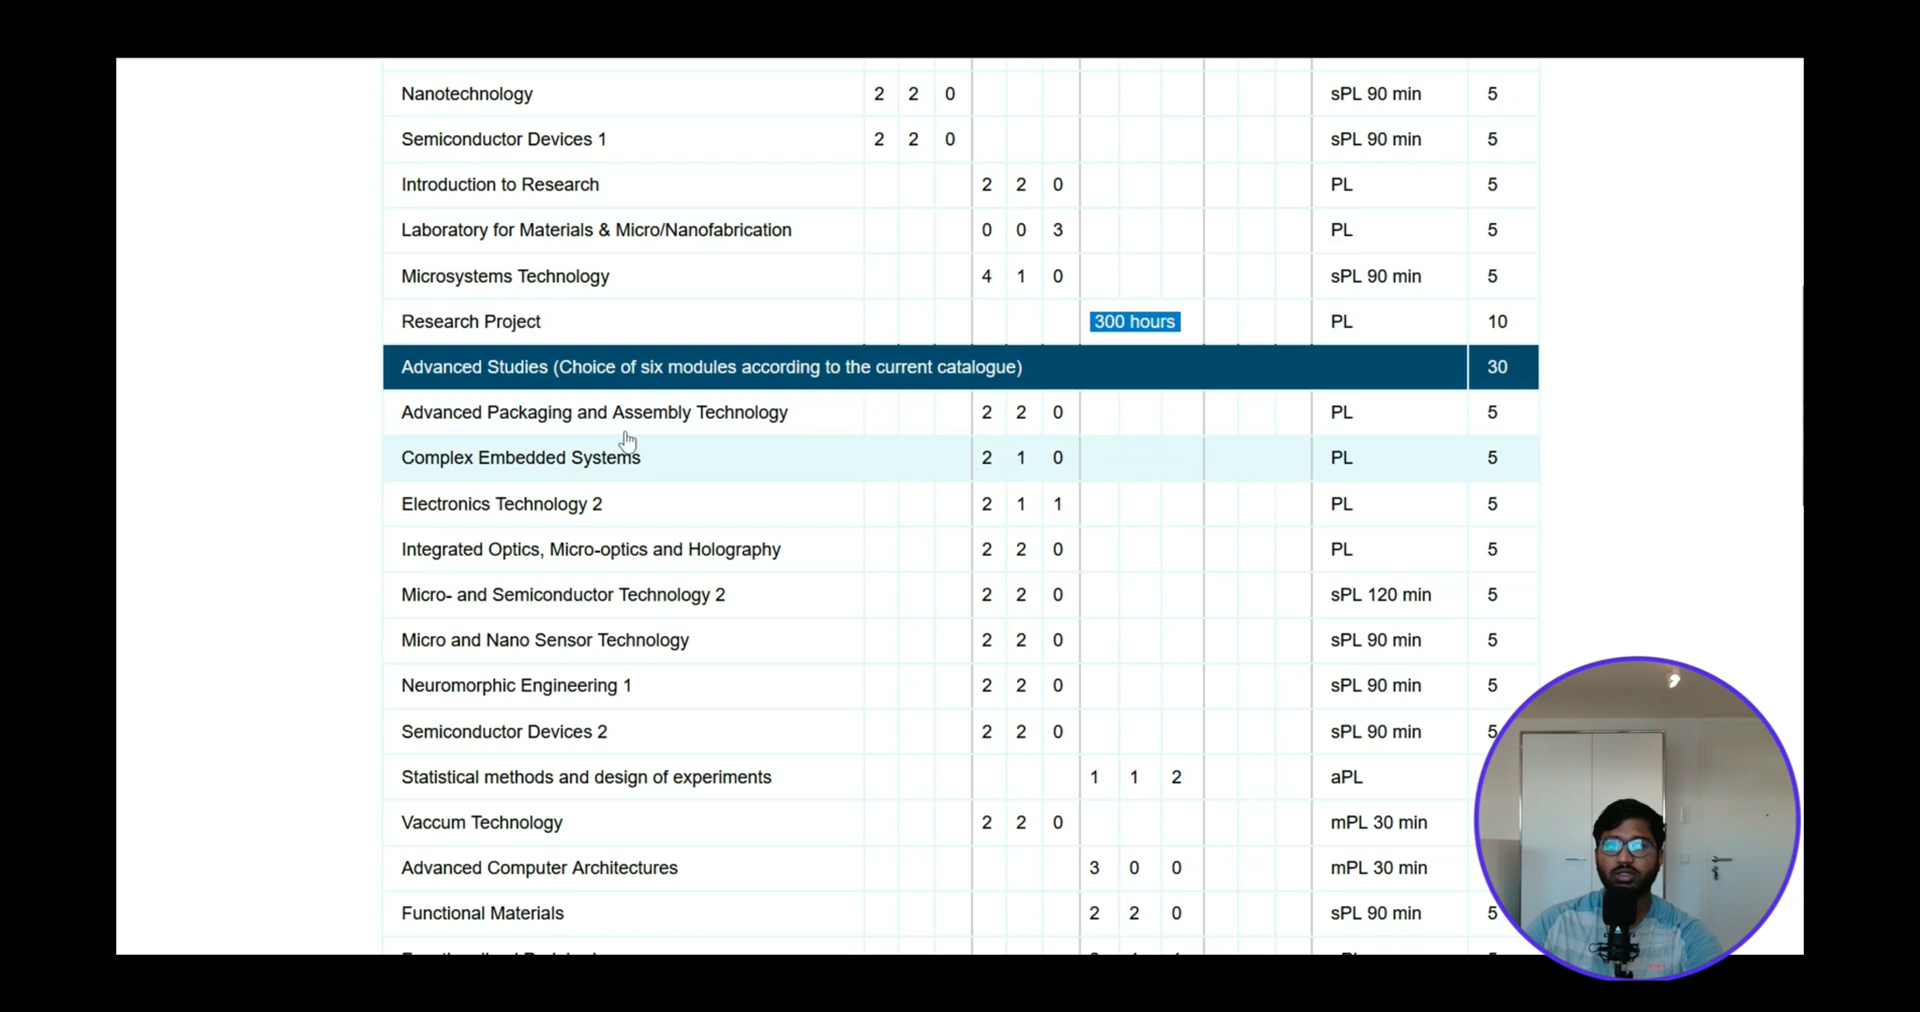 Nanotechnology 2 2 0 sPL 90 min 5
Semiconductor Devices 1 2 2 0 sPL 90 min 5
Introduction to Research 2 2 0 PL 5
Laboratory for Materials & Micro/Nanofabrication 0 0 3 PL 5
Microsystems Technology 4 1 0 sPL 90 min 5
Research Project 300 hours PL 10
Advanced Studies (Choice of six modules according to the current catalogue) 30
Advanced Packaging and Assembly Technology 2 2 0 PL 5
Complex Embedded Systems 2 1 0 PL 5
Electronics Technology 2 2 1 1 PL 5
Integrated Optics, Micro-optics and Holography 2 2 0 PL 5
Micro- and Semiconductor Technology 2 2 2 0 sPL 120 min 5
Micro and Nano Sensor Technology 2 2 0 sPL 90 min 5
Neuromorphic Engineering 1 2 2 0 sPL 90 min 5
Semiconductor Devices 2 2 2 0 sPL 90 min 5
Statistical methods and design of experiments 1 1 2 aPL
Vaccum Technology 2 2 0 mPL 30 min
Advanced Computer Architectures 3 0 0 mPL 30 min
Functional Materials 2 2 0 sPL 90 min 5